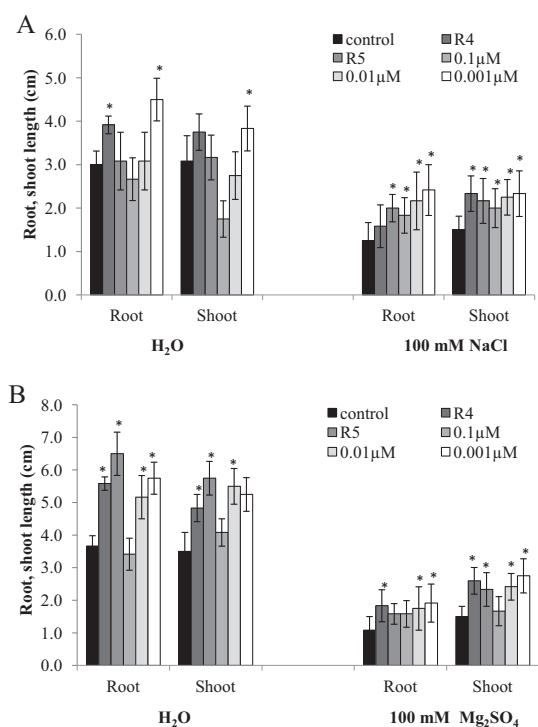 A
control R4
R5 0.1µM
0.01µM 0.001µM
Root, shoot length (cm)
6.0
5.0
4.0
3.0
2.0
1.0
0.0
* * * * * * * * * * * *
Root Shoot Root Shoot
H₂O 100 mM NaCl
B
control R4
R5 0.1µM
0.01µM 0.001µM
Root, shoot length (cm)
8.0
7.0
6.0
5.0
4.0
3.0
2.0
1.0
0.0
* * * * * * * * * * * * * *
Root Shoot Root Shoot
H₂O 100 mM Mg₂SO₄